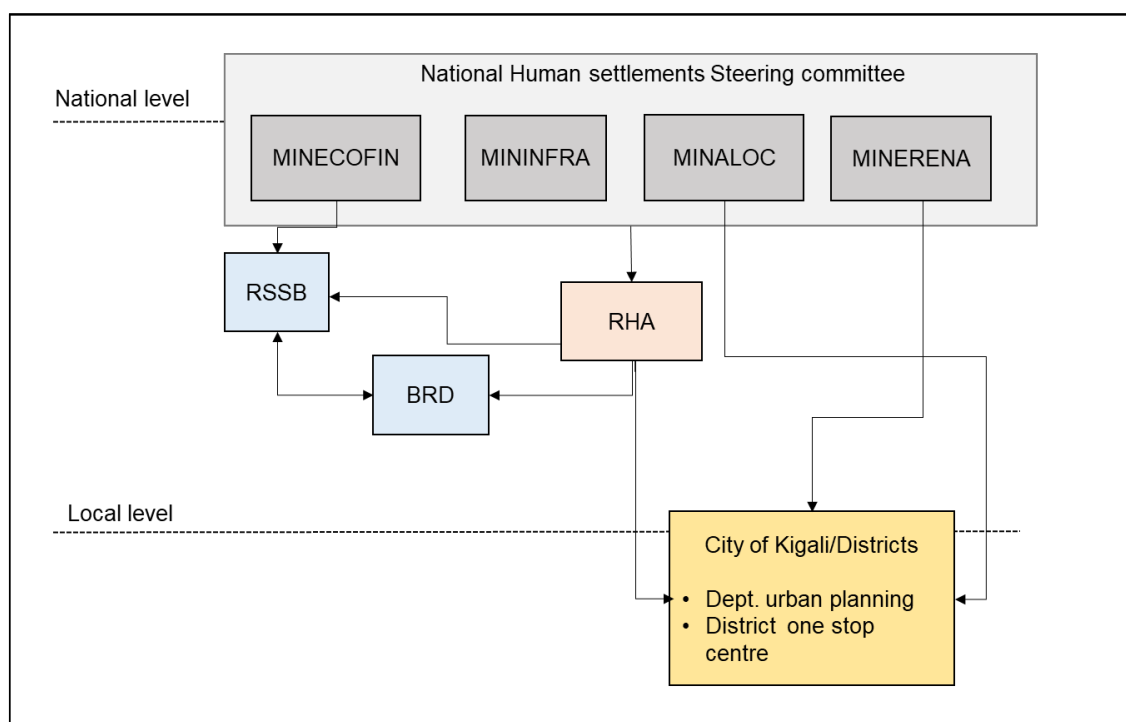 National Human settlements Steering committee
National level
MINECOFIN
MININFRA
MINALOC
MINERENA
RSSB
RHA
BRD
Local level
City of Kigali/Districts
• Dept. urban planning
• District one stop
centre